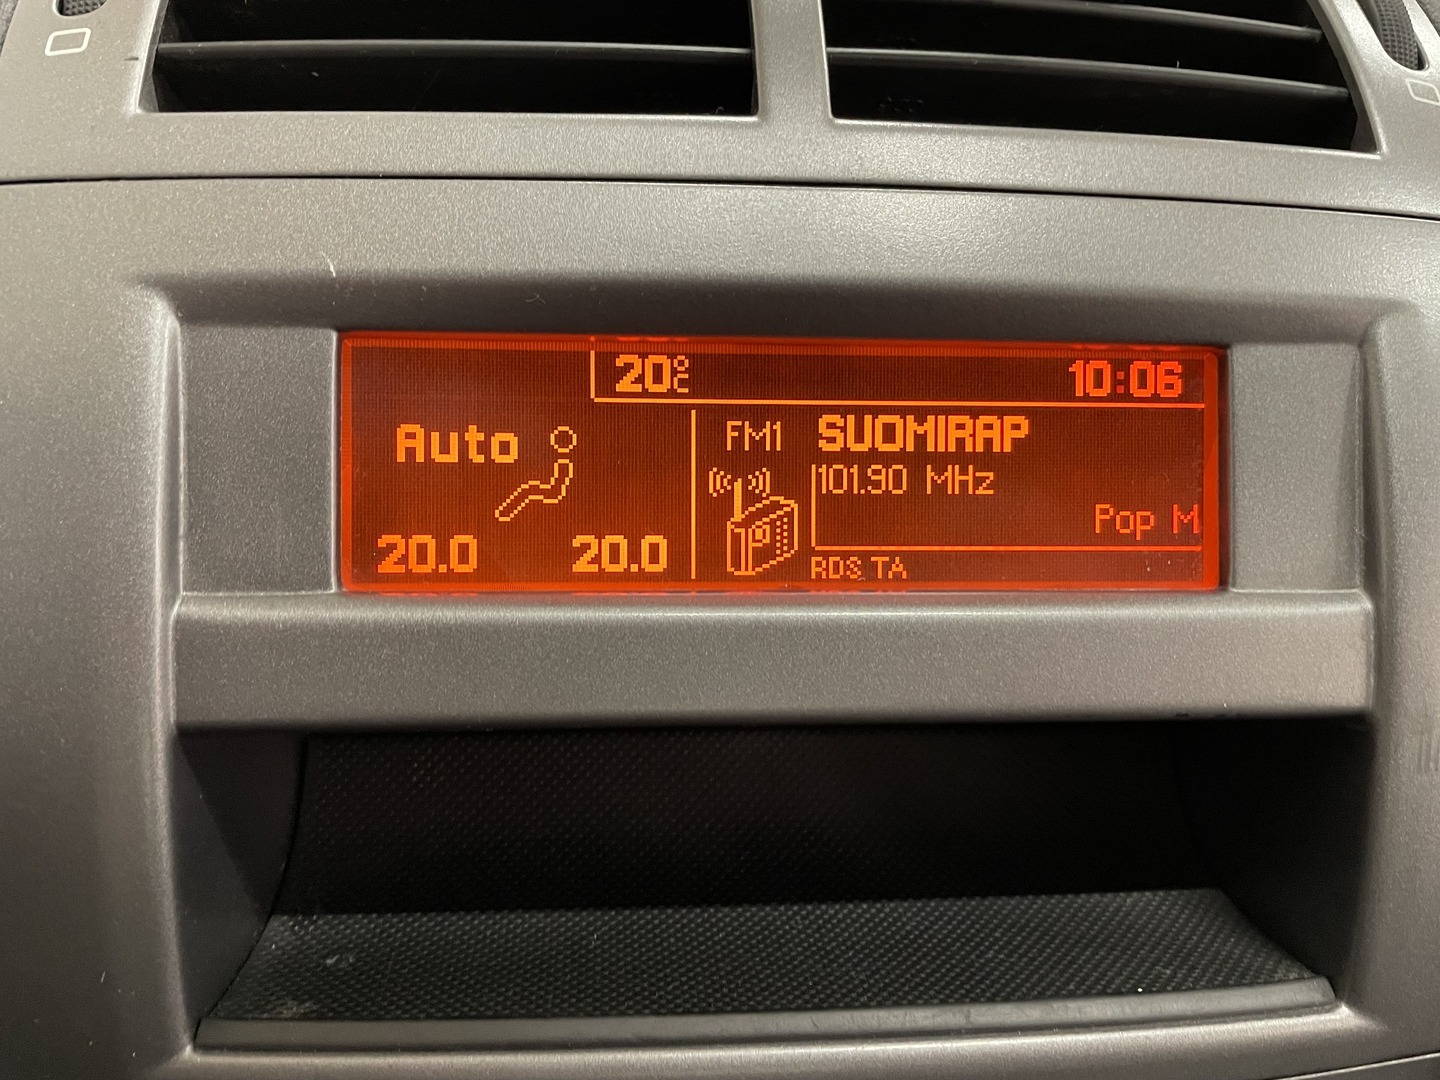 20°C 10:06
Auto
FM1 SUOMIRAP
101.90 MHz
Pop M
20.0 20.0
RDS TA